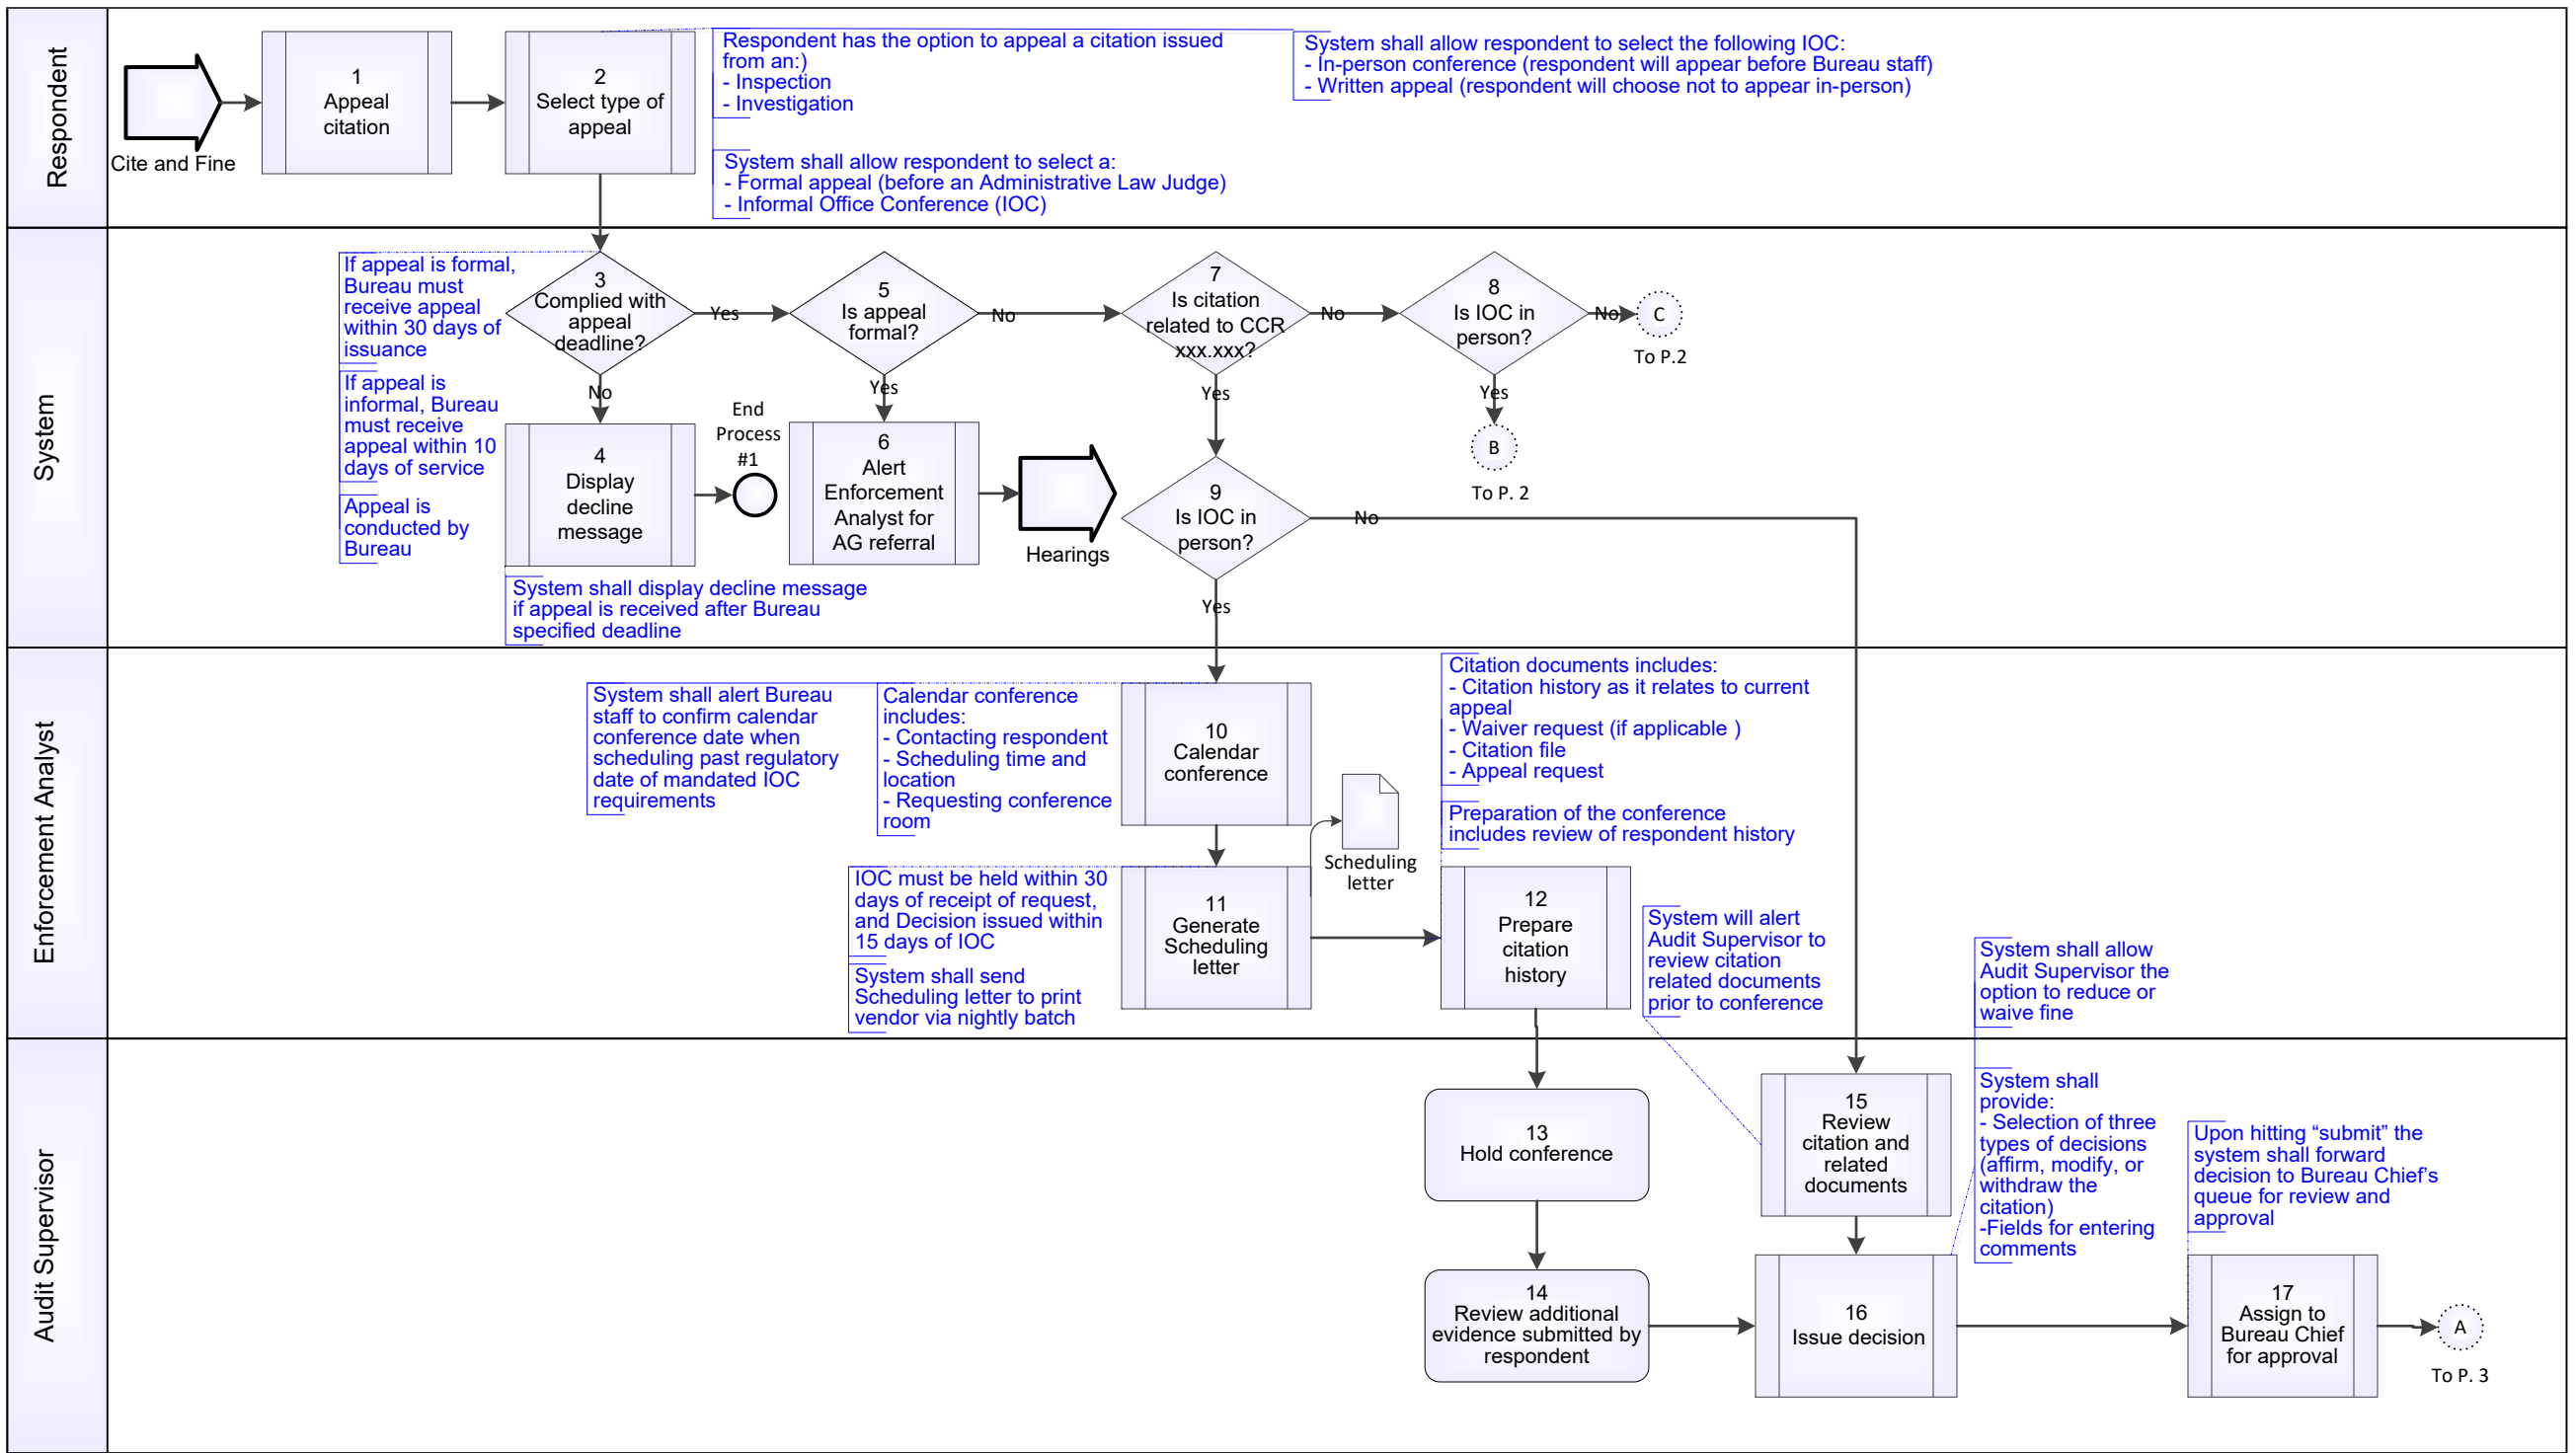 Respondent
Cite and Fine
1
Appeal
citation
2
Select type of
appeal
Respondent has the option to appeal a citation issued
from an:)
- Inspection
- Investigation
System shall allow respondent to select a:
- Formal appeal (before an Administrative Law Judge)
- Informal Office Conference (IOC)
System shall allow respondent to select the following IOC:
- In-person conference (respondent will appear before Bureau staff)
- Written appeal (respondent will choose not to appear in-person)
System
If appeal is formal,
Bureau must
receive appeal
within 30 days of
issuance
If appeal is
informal, Bureau
must receive
appeal within 10
days of service
Appeal is
conducted by
Bureau
3
Complied with
appeal
deadline?
Yes
No
4
Display
decline
message
System shall display decline message
if appeal is received after Bureau
specified deadline
End
Process
#1
5
Is appeal
formal?
No
Yes
6
Alert
Enforcement
Analyst for
AG referral
Hearings
7
Is citation
related to CCR
xxx.xxx?
No
Yes
8
Is IOC in
person?
No
C
To P.2
Yes
B
To P. 2
9
Is IOC in
person?
No
Yes
Enforcement Analyst
System shall alert Bureau
staff to confirm calendar
conference date when
scheduling past regulatory
date of mandated IOC
requirements
Calendar conference
includes:
- Contacting respondent
- Scheduling time and
location
- Requesting conference
room
10
Calendar
conference
IOC must be held within 30
days of receipt of request,
and Decision issued within
15 days of IOC
System shall send
Scheduling letter to print
vendor via nightly batch
11
Generate
Scheduling
letter
Scheduling
letter
Citation documents includes:
- Citation history as it relates to current
appeal
- Waiver request (if applicable )
- Citation file
- Appeal request
Preparation of the conference
includes review of respondent history
12
Prepare
citation
history
System will alert
Audit Supervisor to
review citation
related documents
prior to conference
System shall allow
Audit Supervisor the
option to reduce or
waive fine
Audit Supervisor
13
Hold conference
14
Review additional
evidence submitted by
respondent
15
Review
citation and
related
documents
16
Issue decision
System shall
provide:
- Selection of three
types of decisions
(affirm, modify, or
withdraw the
citation)
-Fields for entering
comments
Upon hitting “submit” the
system shall forward
decision to Bureau Chief’s
queue for review and
approval
17
Assign to
Bureau Chief
for approval
A
To P. 3